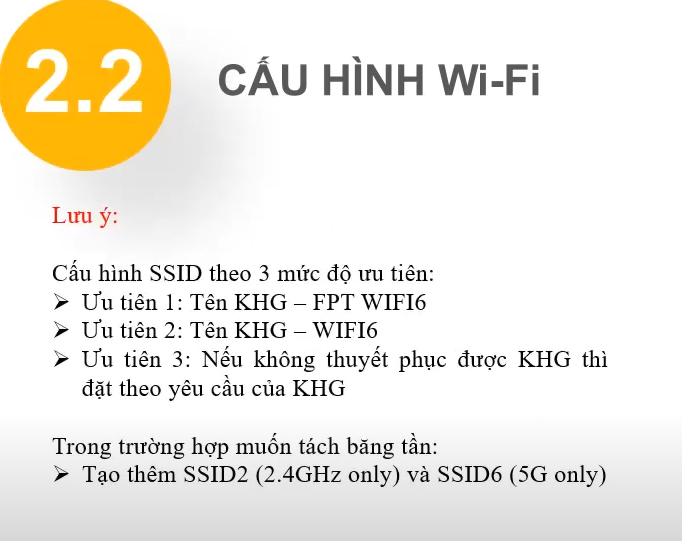 2.2
CẤU HÌNH Wi-Fi
Lưu ý:
Cấu hình SSID theo 3 mức độ ưu tiên:
➢ Ưu tiên 1: Tên KHG – FPT WIFI6
➢ Ưu tiên 2: Tên KHG – WIFI6
➢ Ưu tiên 3: Nếu không thuyết phục được KHG thì
đặt theo yêu cầu của KHG
Trong trường hợp muốn tách băng tần:
➢ Tạo thêm SSID2 (2.4GHz only) và SSID6 (5G only)